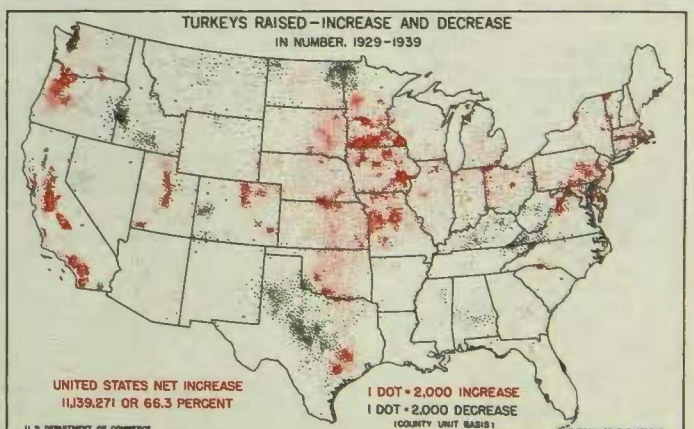 TURKEYS RAISED—INCREASE AND DECREASE
IN NUMBER, 1929–1939
UNITED STATES NET INCREASE
11,139,271 OR 66.3 PERCENT
1 DOT = 2,000 INCREASE
1 DOT = 2,000 DECREASE
(COUNTY UNIT BASIS)
U.S. DEPARTMENT OF COMMERCE